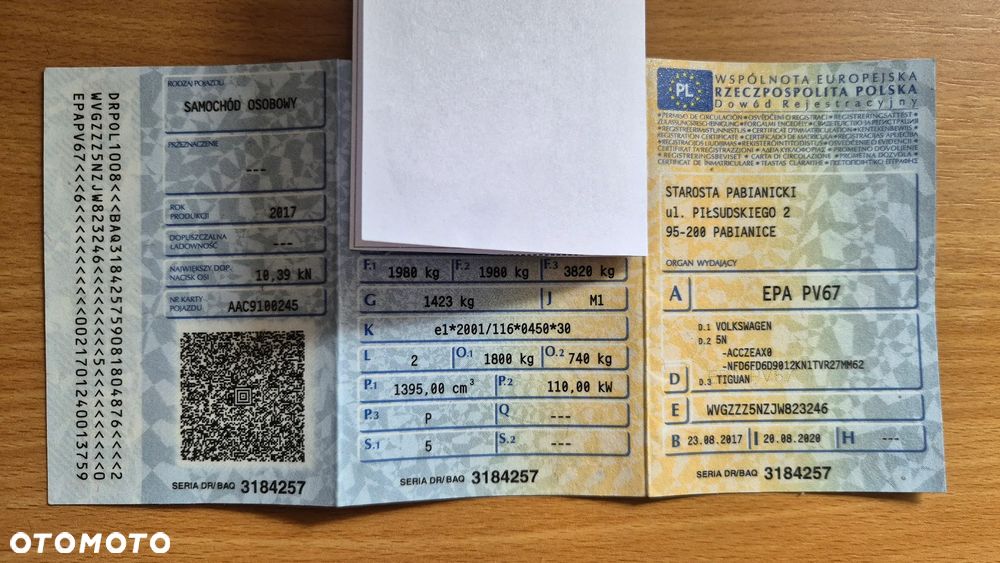 DRPOL1008<<BAQ318425759081804876<<<<2
WVGZZZ5NZJW823246<<<<<<5<<<<<<<<<<<<O
EPAPV67<<6<<<<<<<<<<<<<00217012400013759
RODZAJ POJAZDU
SAMOCHÓD OSOBOWY
PRZEZNACZENIE
---
ROK
PRODUKCJI 2017
DOPUSZCZALNA
ŁADOWNOŚĆ ---
NAJWIĘKSZY DOP.
NACISK OSI 10,39 kN
NR KARTY
POJAZDU AAC9100245
SERIA DR/BAQ 3184257
F.1 1980 kg F.2 1980 kg F.3 3820 kg
G 1423 kg J M1
K e1*2001/116*0450*30
L 2 O.1 1800 kg O.2 740 kg
P.1 1395,00 cm³ P.2 110,00 kW
P.3 P Q ---
S.1 5 S.2 ---
SERIA DR/BAQ 3184257
PL
WSPÓLNOTA EUROPEJSKA
RZECZPOSPOLITA POLSKA
Dowód Rejestracyjny
STAROSTA PABIANICKI
ul. PIŁSUDSKIEGO 2
95-200 PABIANICE
ORGAN WYDAJĄCY
A EPA PV67
D.1 VOLKSWAGEN
D.2 5N
-ACCZEAX0
-NFD6FD6D9012KN1TVR27MM62
D D.3 TIGUAN
E WVGZZZ5NZJW823246
B 23.08.2017 I 20.08.2020 H ---
SERIA DR/BAQ 3184257
OTOMOTO